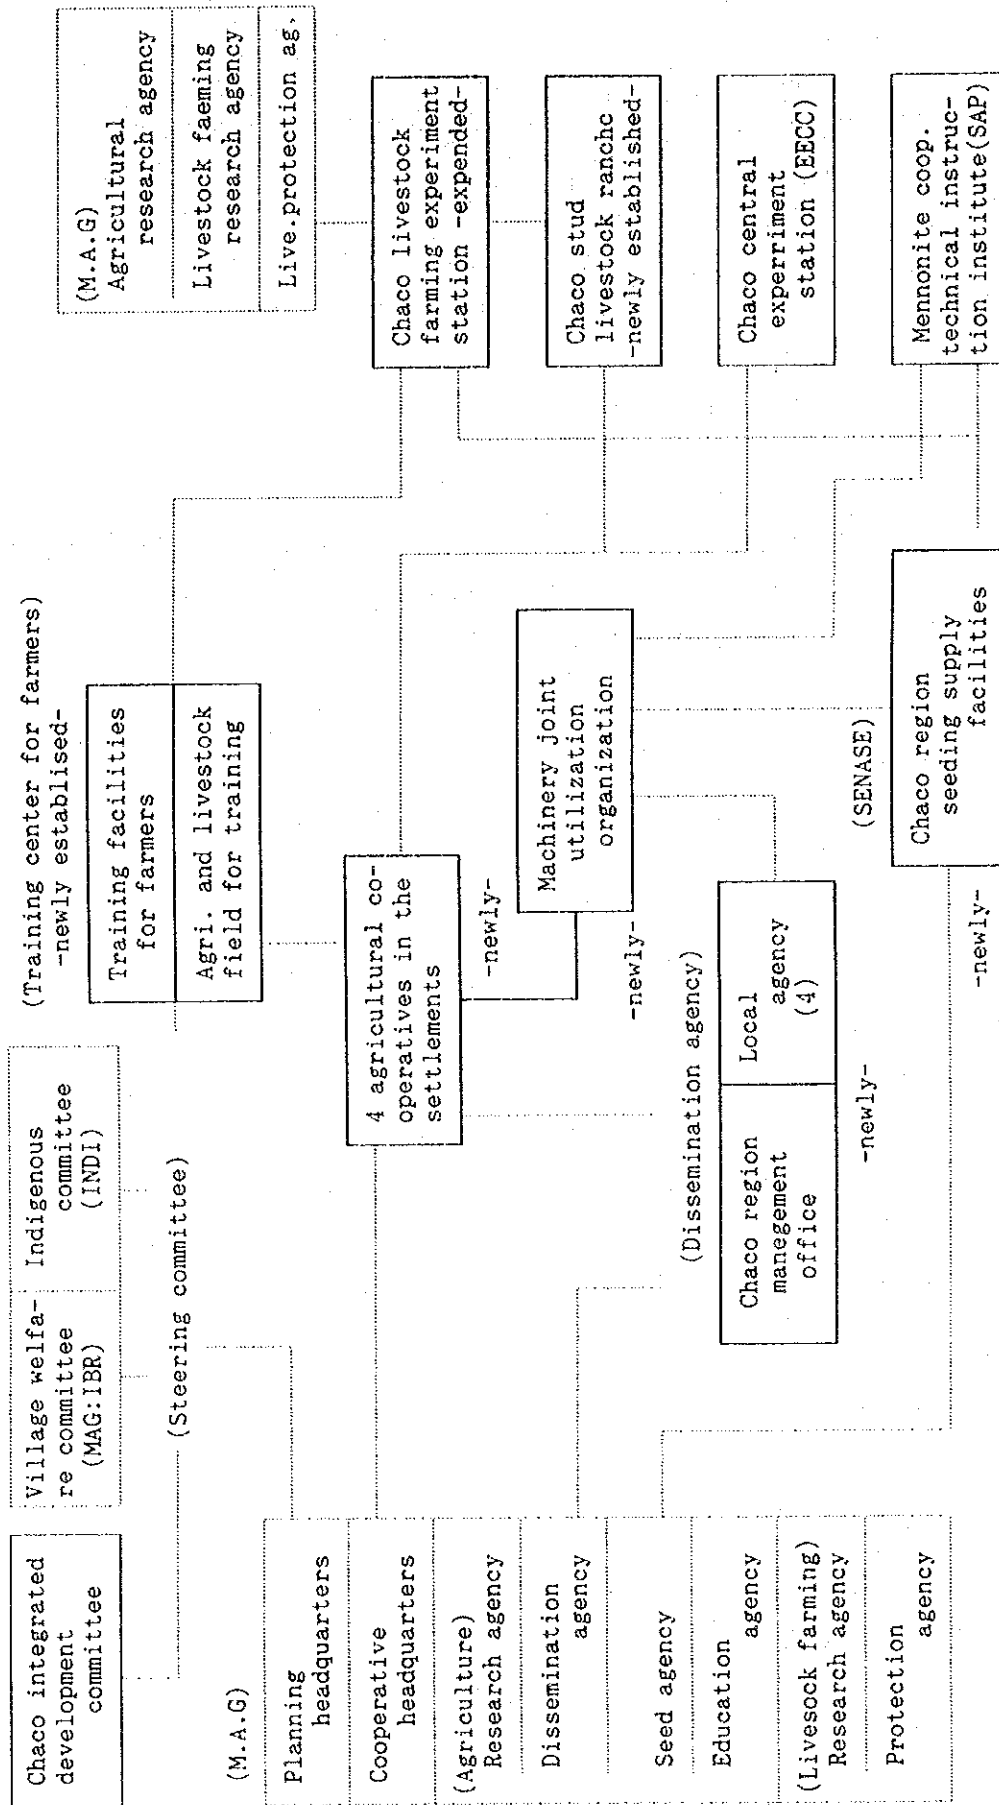 Chaco integrated
development
committee
Village welfa-
re committee
(MAG:IBR)
Indigenous
committee
(INDI)
(Steering committee)
(M.A.G)
Planning
headquarters
Cooperative
headquarters
(Agriculture)
Research agency
Dissemination
agency
Seed agency
Education
agency
(Livesock farming)
Research agency
Protection
agency
(Training center for farmers)
-newly establised-
Training facilities
for farmers
Agri. and livestock
field for training
4 agricultural co-
operatives in the
settlements
-newly-
Machinery joint
utilization
organization
-newly-
(Dissemination agency)
Chaco region
manegement
office
Local
agency
(4)
-newly-
(SENASE)
Chaco region
seeding supply
facilities
-newly-
(M.A.G)
Agricultural
research agency
Livestock faeming
research agency
Live.protection ag.
Chaco livestock
farming experiment
station -expended-
Chaco stud
livestock ranchc
-newly established-
Chaco central
experriment
station (EECC)
Mennonite coop.
technical instruc-
tion institute(SAP)